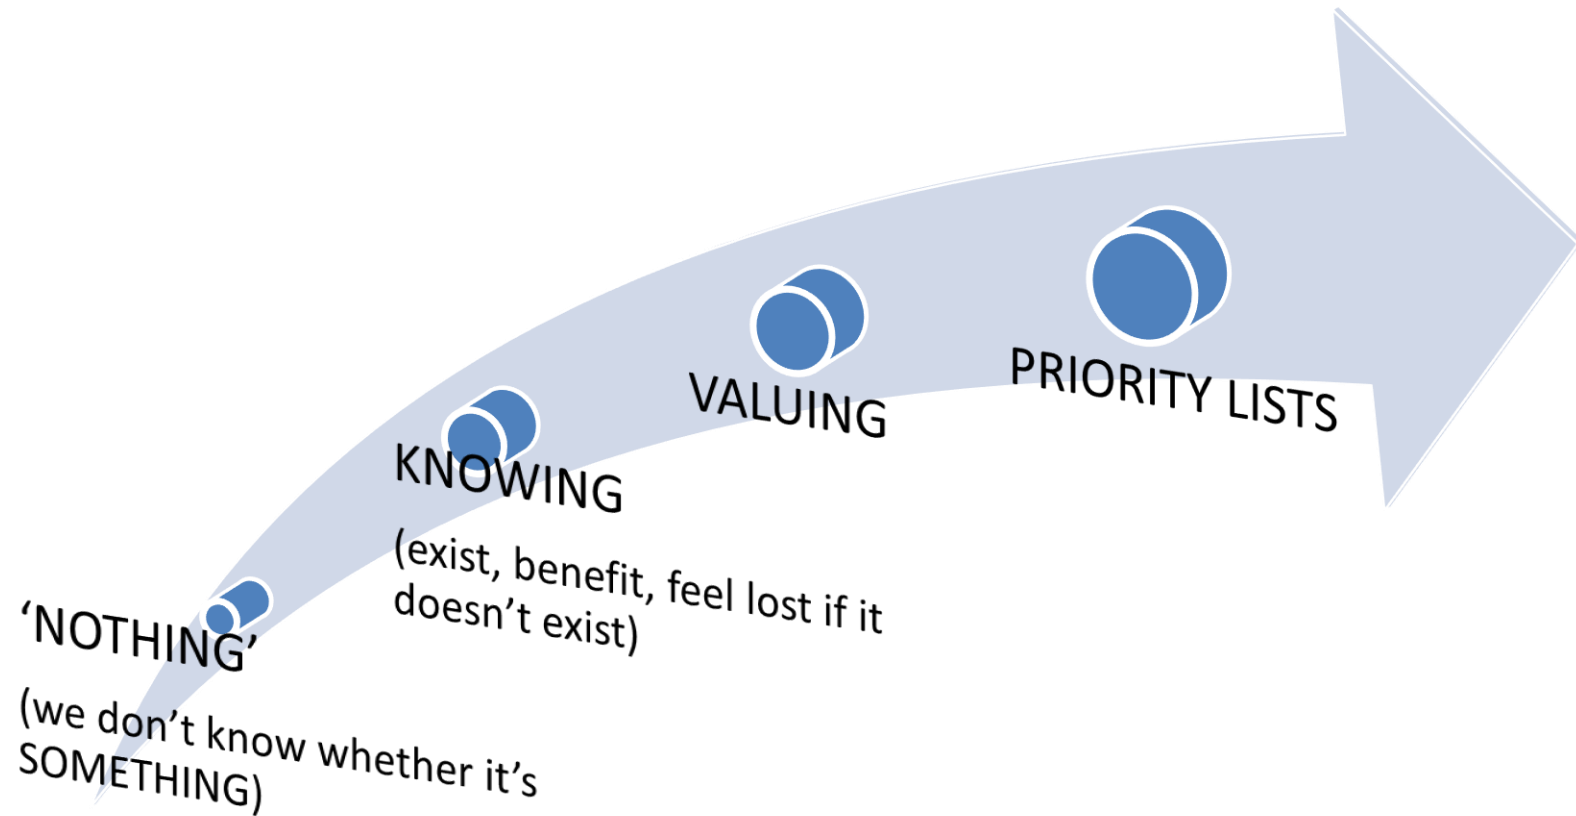 ‘NOTHING’
(we don’t know whether it’s
SOMETHING)
KNOWING
(exist, benefit, feel lost if it
doesn’t exist)
VALUING
PRIORITY LISTS